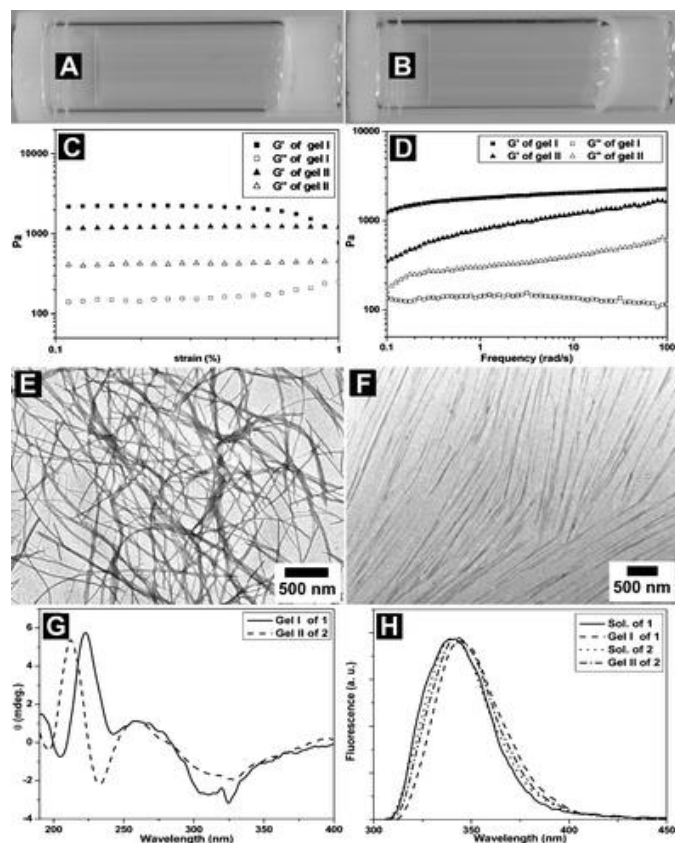 A
B
C
G' of gel I
G'' of gel I
G' of gel II
G'' of gel II
10000
1000
100
Pa
0.1
1
strain (%)
D
G' of gel I
G'' of gel I
G' of gel II
G'' of gel II
10000
1000
100
Pa
0.1
1
10
100
Frequency (rad/s)
E
500 nm
F
500 nm
G
Gel I of 1
Gel II of 2
6
3
0
-2
-4
θ (mdeg.)
200
250
300
350
400
Wavelength (nm)
H
Sol. of 1
Gel I of 1
Sol. of 2
Gel II of 2
Fluorescence (a. u.)
300
350
400
450
Wavelength (nm)